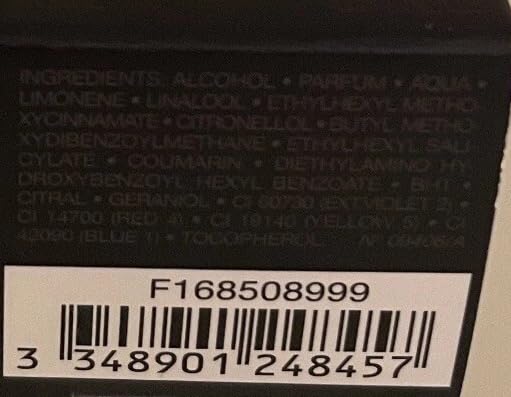 INGREDIENTS: ALCOHOL • PARFUM • AQUA •
LIMONENE • LINALOOL • ETHYLHEXYL METHO
XYCINNAMATE • CITRONELLOL • BUTYL METHO
XYDIBENZOYLMETHANE • ETHYLHEXYL SALI
CYLATE • COUMARIN • DIETHYLAMINO HY
DROXYBENZOYL HEXYL BENZOATE • BHT •
CITRAL • GERANIOL • CI 60730 (EXT.VIOLET 2) •
CI 14700 (RED 4) • CI 19140 (YELLOW 5) • CI
42090 (BLUE 1) • TOCOPHEROL
F168508999
3 348901 248457